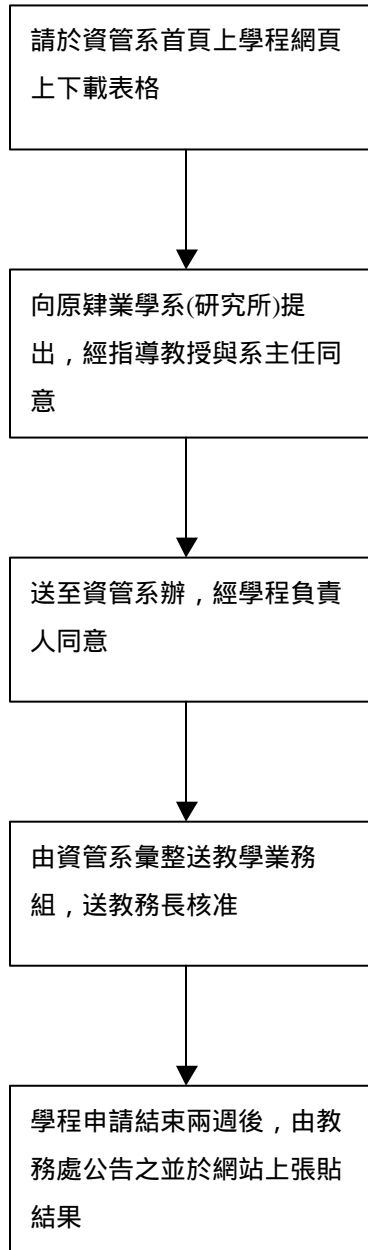 請於資管系首頁上學程網頁
上下載表格
向原肄業學系(研究所)提
出，經指導教授與系主任同
意
送至資管系辦，經學程負責
人同意
由資管系彙整送教學業務
組，送教務長核准
學程申請結束兩週後，由教
務處公告之並於網站上張貼
結果